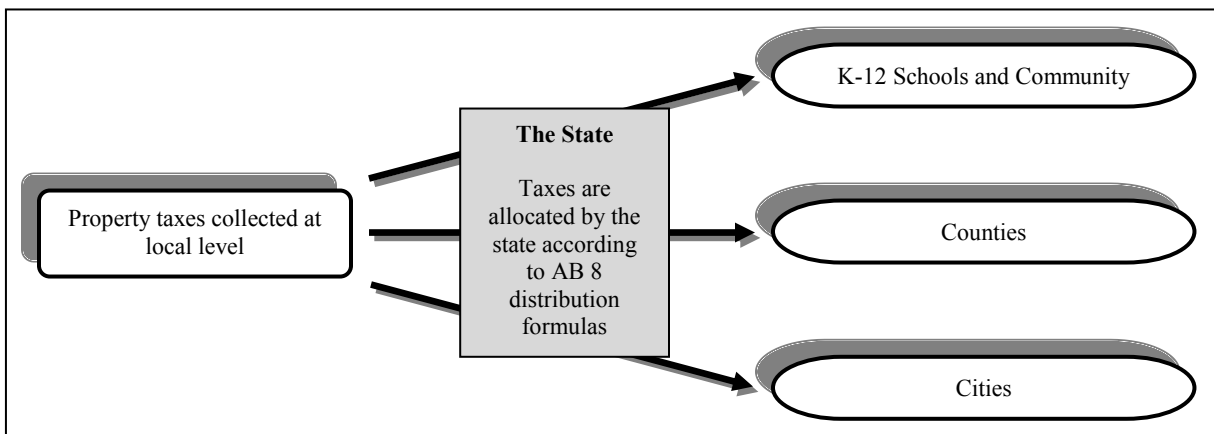 K-12 Schools and Community
The State
Property taxes collected at
local level
Taxes are
allocated by the
state according
to AB 8
distribution
formulas
Counties
Cities